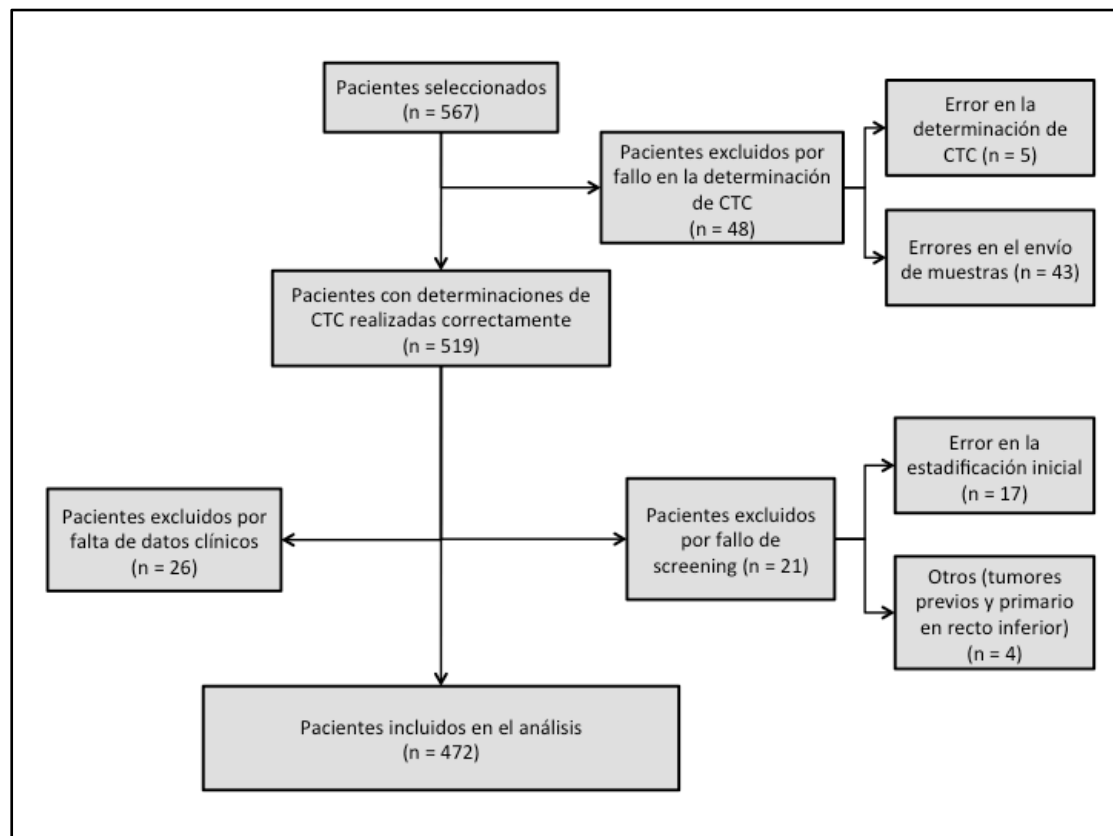 Pacientes seleccionados
(n = 567)
Pacientes excluidos por
fallo en la determinación
de CTC
(n = 48)
Error en la
determinación de
CTC (n = 5)
Errores en el envío
de muestras (n = 43)
Pacientes con determinaciones de
CTC realizadas correctamente
(n = 519)
Pacientes excluidos por
falta de datos clínicos
(n = 26)
Pacientes excluidos
por fallo de
screening (n = 21)
Error en la
estadificación inicial
(n = 17)
Otros (tumores
previos y primario
en recto inferior)
(n = 4)
Pacientes incluidos en el análisis
(n = 472)